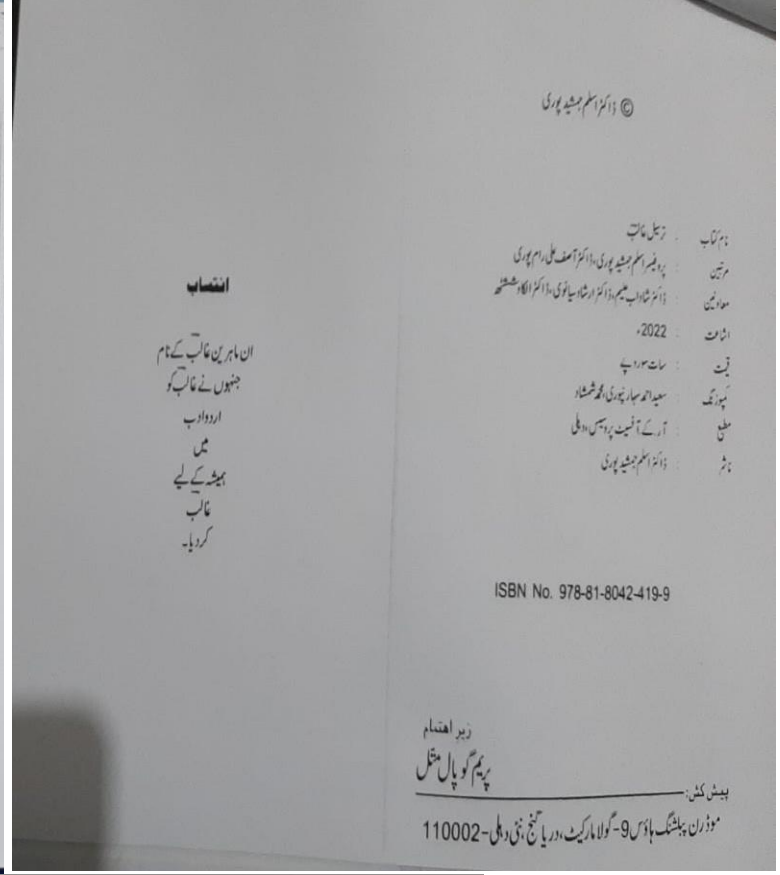 © ڈاکٹر اسلم جمشید پوری
نام کتاب : ترسیل غالبؔ
مرتبین : پروفیسر اسلم جمشید پوری، ڈاکٹر آصف علی، رام پوری
معاونین : ڈاکٹر شاداب علیم، ڈاکٹر ارشاد سیانوی، ڈاکٹر الکا وششٹھ
اشاعت : 2022ء
قیمت : سات سو روپے
کمپوزنگ : سعید احمد سہارنپوری، محمد شمشاد
مطبع : آر کے آفسیٹ پروسیس، دہلی
ناشر : ڈاکٹر اسلم جمشید پوری
ISBN No. 978-81-8042-419-9
زیر اهتمام
پریم گوپال متل
پیش کش:
موڈرن پبلشنگ ہاؤس 9-گولا مارکیٹ، دریا گنج، نئی دہلی-110002
انتساب
ان ماہرین غالبؔ کے نام
جنہوں نے غالبؔ کو
اردو ادب
میں
ہمیشہ کے لیے
غالبؔ
کر دیا۔